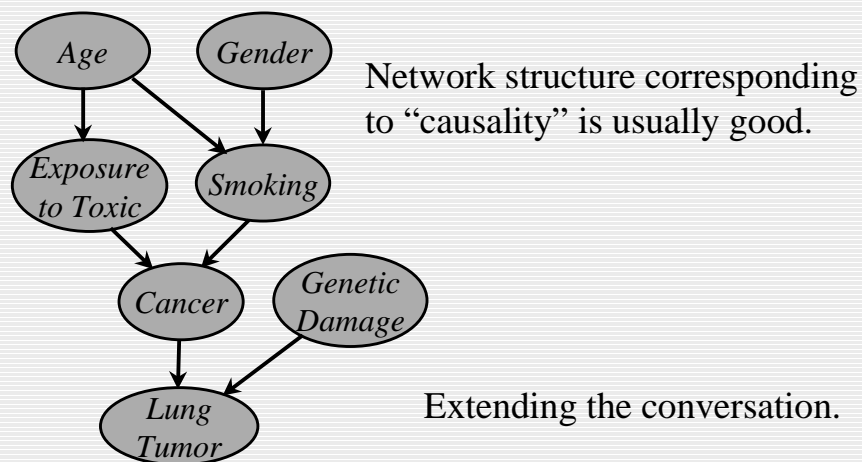 Age
Gender
Network structure corresponding
to “causality” is usually good.
Exposure
to Toxic
Smoking
Cancer
Genetic
Damage
Lung
Tumor
Extending the conversation.